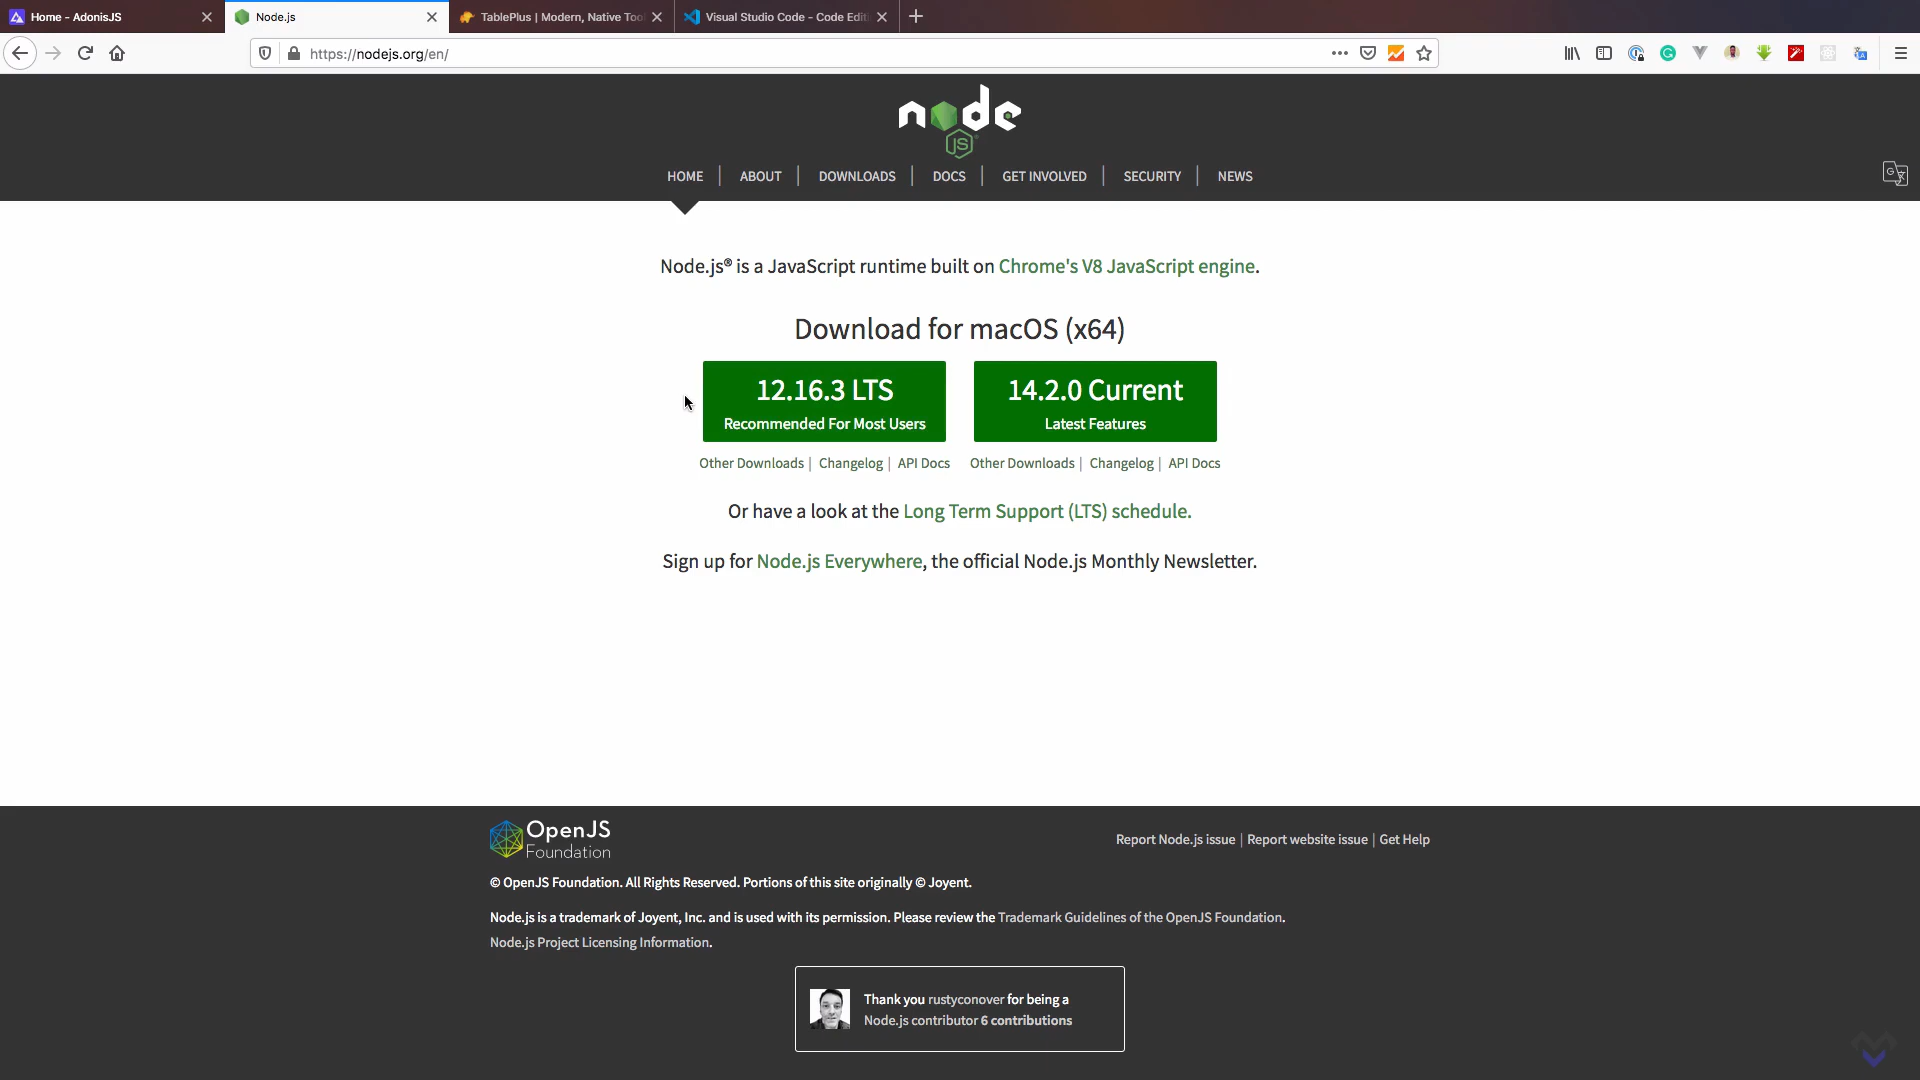 Home - AdonisJS
Node.js
TablePlus | Modern, Native Tool
Visual Studio Code - Code Edit
https://nodejs.org/en/
node
JS
HOME
ABOUT
DOWNLOADS
DOCS
GET INVOLVED
SECURITY
NEWS
Node.js® is a JavaScript runtime built on Chrome's V8 JavaScript engine.
Download for macOS (x64)
12.16.3 LTS
Recommended For Most Users
14.2.0 Current
Latest Features
Other Downloads | Changelog | API Docs
Other Downloads | Changelog | API Docs
Or have a look at the Long Term Support (LTS) schedule.
Sign up for Node.js Everywhere, the official Node.js Monthly Newsletter.
OpenJS
Foundation
Report Node.js issue | Report website issue | Get Help
© OpenJS Foundation. All Rights Reserved. Portions of this site originally © Joyent.
Node.js is a trademark of Joyent, Inc. and is used with its permission. Please review the Trademark Guidelines of the OpenJS Foundation.
Node.js Project Licensing Information.
Thank you rustyconover for being a
Node.js contributor 6 contributions